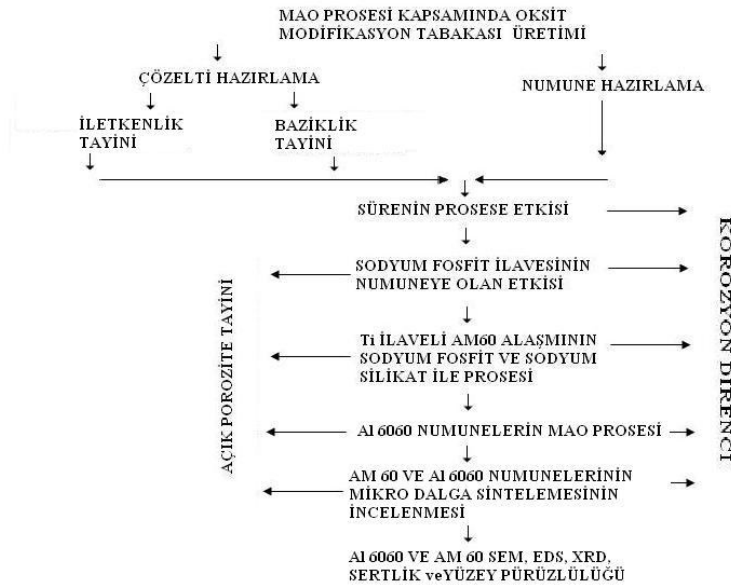 MAO PROSESİ KAPSAMINDA OKSİT
MODİFİKASYON TABAKASI ÜRETİMİ
ÇÖZELTİ HAZIRLAMA
NUMUNE HAZIRLAMA
İLETKENLİK
TAYİNİ
BAZİKLİK
TAYİNİ
SÜRENİN PROSESE ETKİSİ
SODYUM FOSFİT İLAVESİNİN
NUMUNEYE OLAN ETKİSİ
Ti İLAVELİ AM60 ALAŞMININ
SODYUM FOSFİT VE SODYUM
SİLİKAT İLE PROSESİ
Al 6060 NUMUNELERİN MAO PROSESİ
AM 60 VE Al 6060 NUMUNELERİNİN
MİKRO DALGA SİNTELEMESİNİN
İNCELENMESİ
Al 6060 VE AM 60 SEM, EDS, XRD,
SERTLİK veYÜZEY PÜRÜZLÜLÜĞÜ
AÇIK POROZİTE TAYİNİ
KOROZYON DİRENCİ